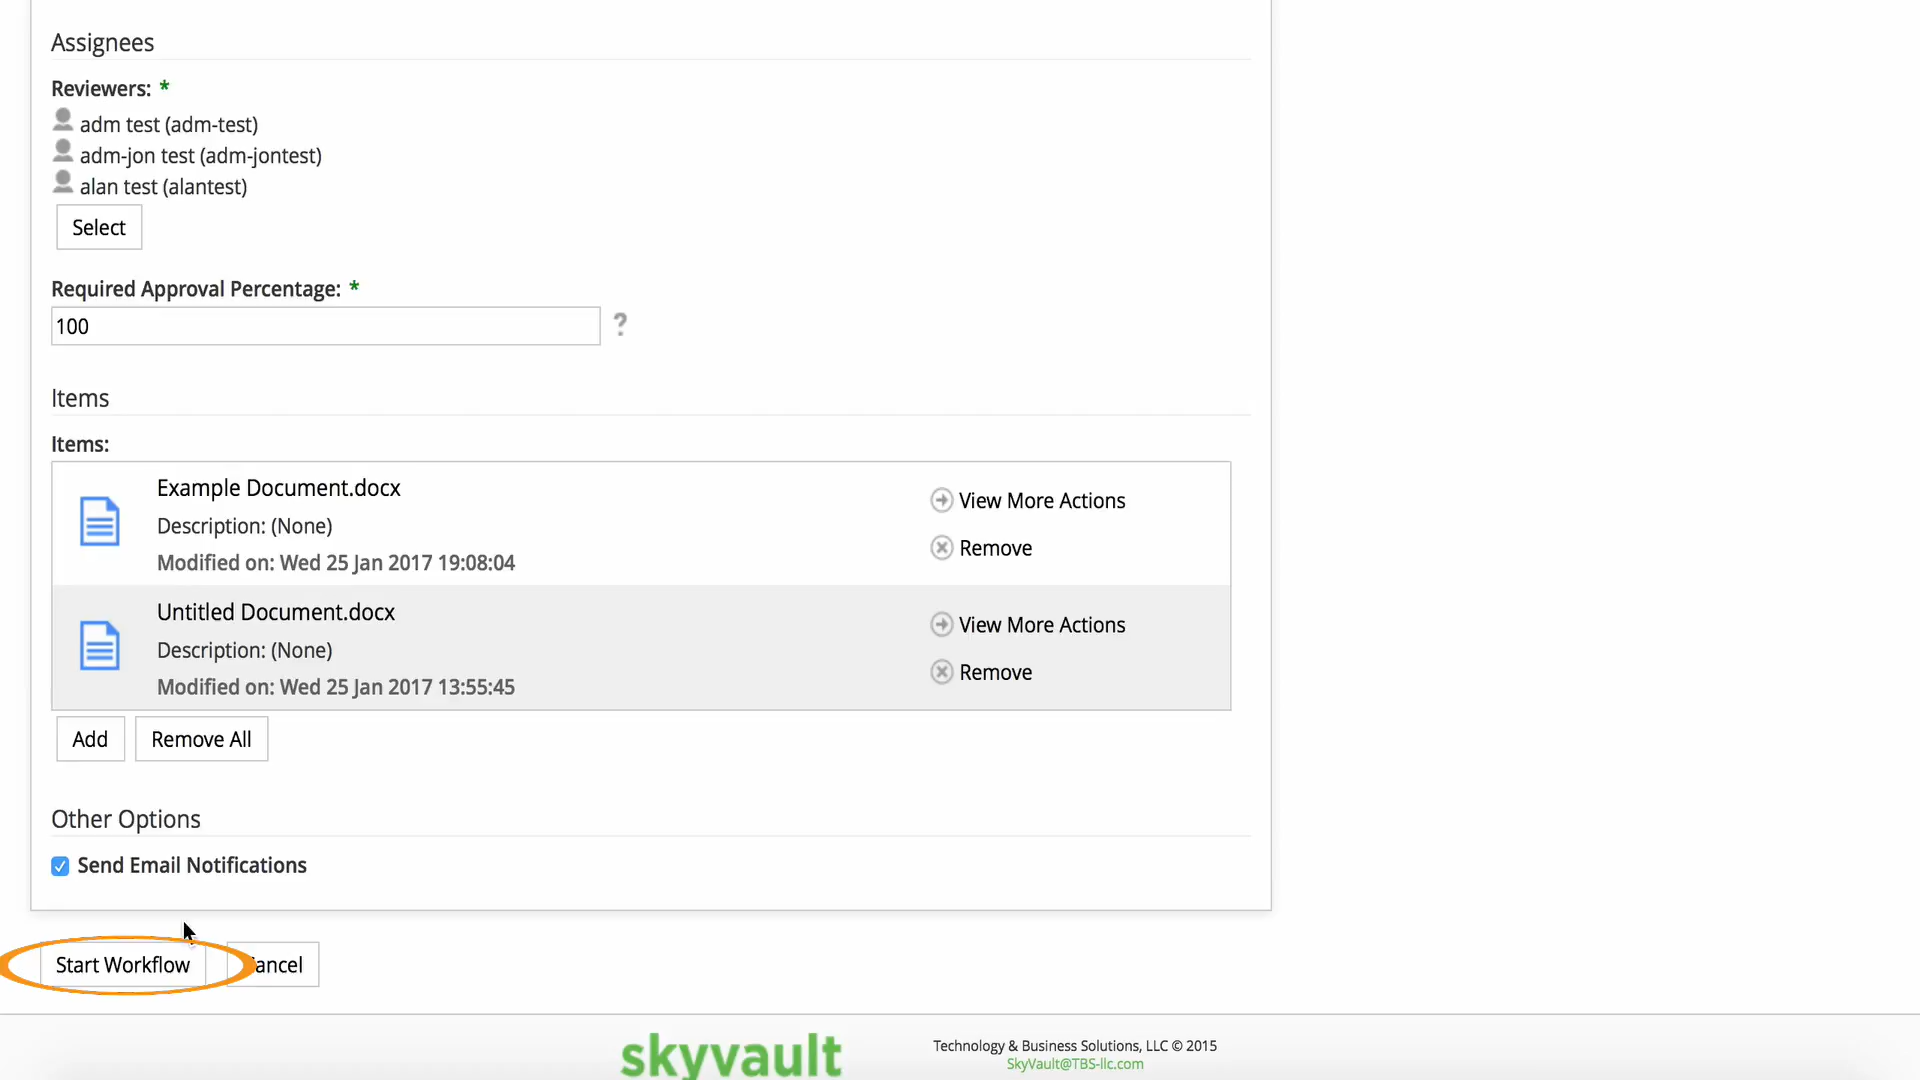 Assignees
Reviewers: *
adm test (adm-test)
adm-jon test (adm-jontest)
alan test (alantest)
Select
Required Approval Percentage: *
100 ?
Items
Items:
Example Document.docx
Description: (None)
Modified on: Wed 25 Jan 2017 19:08:04
View More Actions
Remove
Untitled Document.docx
Description: (None)
Modified on: Wed 25 Jan 2017 13:55:45
View More Actions
Remove
Add Remove All
Other Options
Send Email Notifications
Start Workflow Cancel
skyvault
Technology & Business Solutions, LLC © 2015
SkyVault@TBS-llc.com